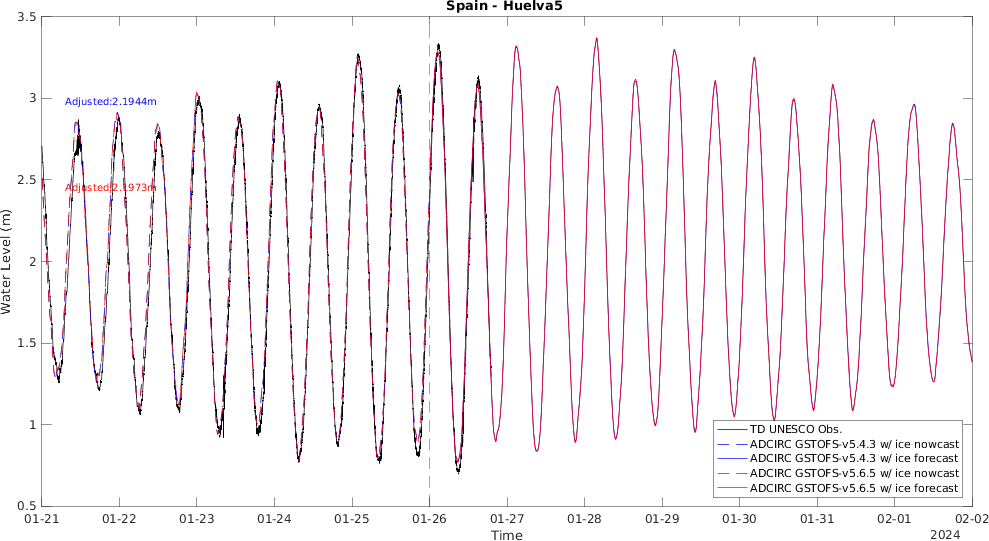 Spain - Huelva5
3.5
3
2.5
2
1.5
1
0.5
Water Level (m)
Adjusted:2.1944m
Adjusted:2.1973m
TD UNESCO Obs.
ADCIRC GSTOFS-v5.4.3 w/ ice nowcast
ADCIRC GSTOFS-v5.4.3 w/ ice forecast
ADCIRC GSTOFS-v5.6.5 w/ ice nowcast
ADCIRC GSTOFS-v5.6.5 w/ ice forecast
01-21 01-22 01-23 01-24 01-25 01-26 01-27 01-28 01-29 01-30 01-31 02-01 02-02
Time
2024